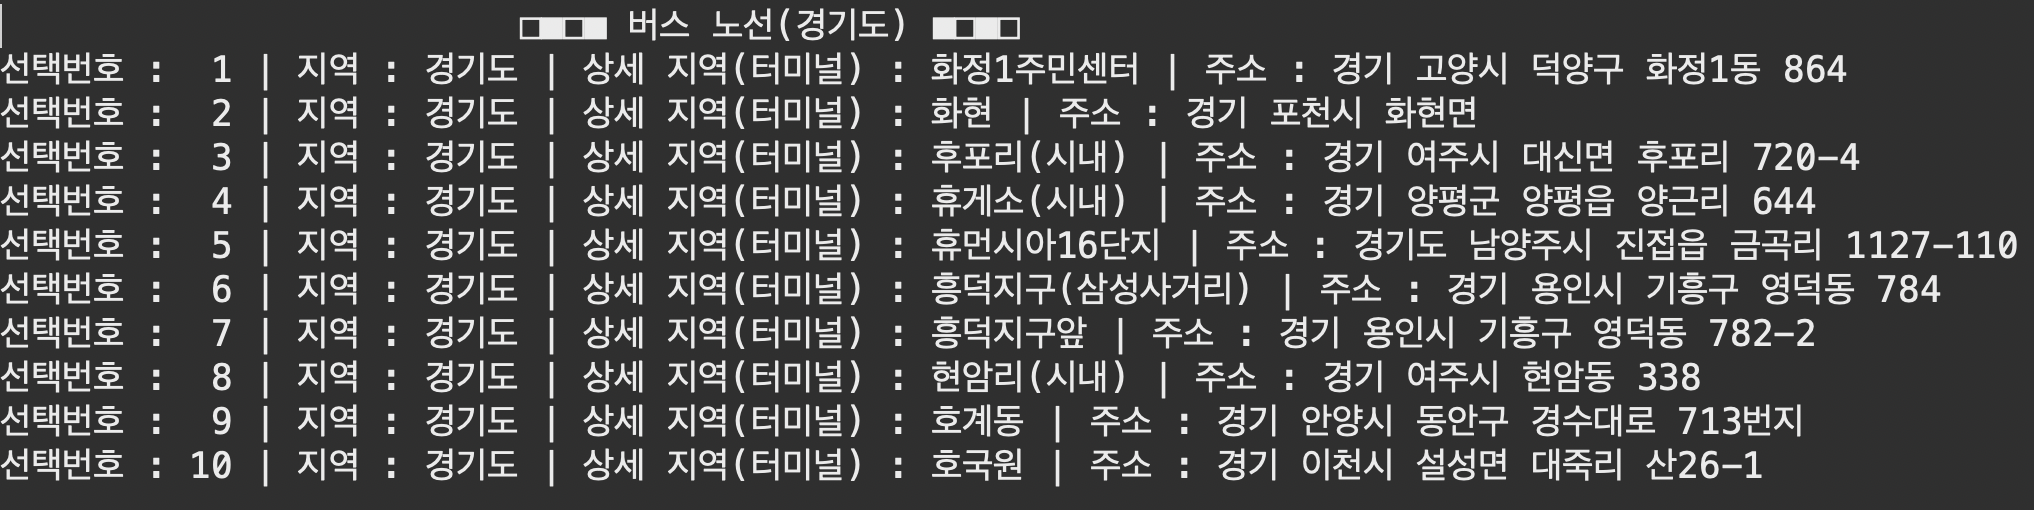 □■□■ 버스 노선(경기도) ■□■□
선택번호 :  1 | 지역 : 경기도 | 상세 지역(터미널) : 화정1주민센터 | 주소 : 경기 고양시 덕양구 화정1동 864
선택번호 :  2 | 지역 : 경기도 | 상세 지역(터미널) : 화현 | 주소 : 경기 포천시 화현면
선택번호 :  3 | 지역 : 경기도 | 상세 지역(터미널) : 후포리(시내) | 주소 : 경기 여주시 대신면 후포리 720-4
선택번호 :  4 | 지역 : 경기도 | 상세 지역(터미널) : 휴게소(시내) | 주소 : 경기 양평군 양평읍 양근리 644
선택번호 :  5 | 지역 : 경기도 | 상세 지역(터미널) : 휴먼시아16단지 | 주소 : 경기도 남양주시 진접읍 금곡리 1127-110
선택번호 :  6 | 지역 : 경기도 | 상세 지역(터미널) : 흥덕지구(삼성사거리) | 주소 : 경기 용인시 기흥구 영덕동 784
선택번호 :  7 | 지역 : 경기도 | 상세 지역(터미널) : 흥덕지구앞 | 주소 : 경기 용인시 기흥구 영덕동 782-2
선택번호 :  8 | 지역 : 경기도 | 상세 지역(터미널) : 현암리(시내) | 주소 : 경기 여주시 현암동 338
선택번호 :  9 | 지역 : 경기도 | 상세 지역(터미널) : 호계동 | 주소 : 경기 안양시 동안구 경수대로 713번지
선택번호 : 10 | 지역 : 경기도 | 상세 지역(터미널) : 호국원 | 주소 : 경기 이천시 설성면 대죽리 산26-1